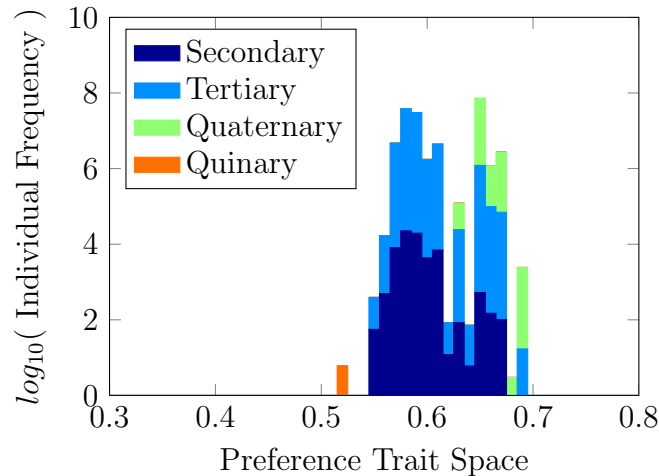 10
8
6
4
2
0
log10( Individual Frequency )
Secondary
Tertiary
Quaternary
Quinary
0.3 0.4 0.5 0.6 0.7 0.8
Preference Trait Space